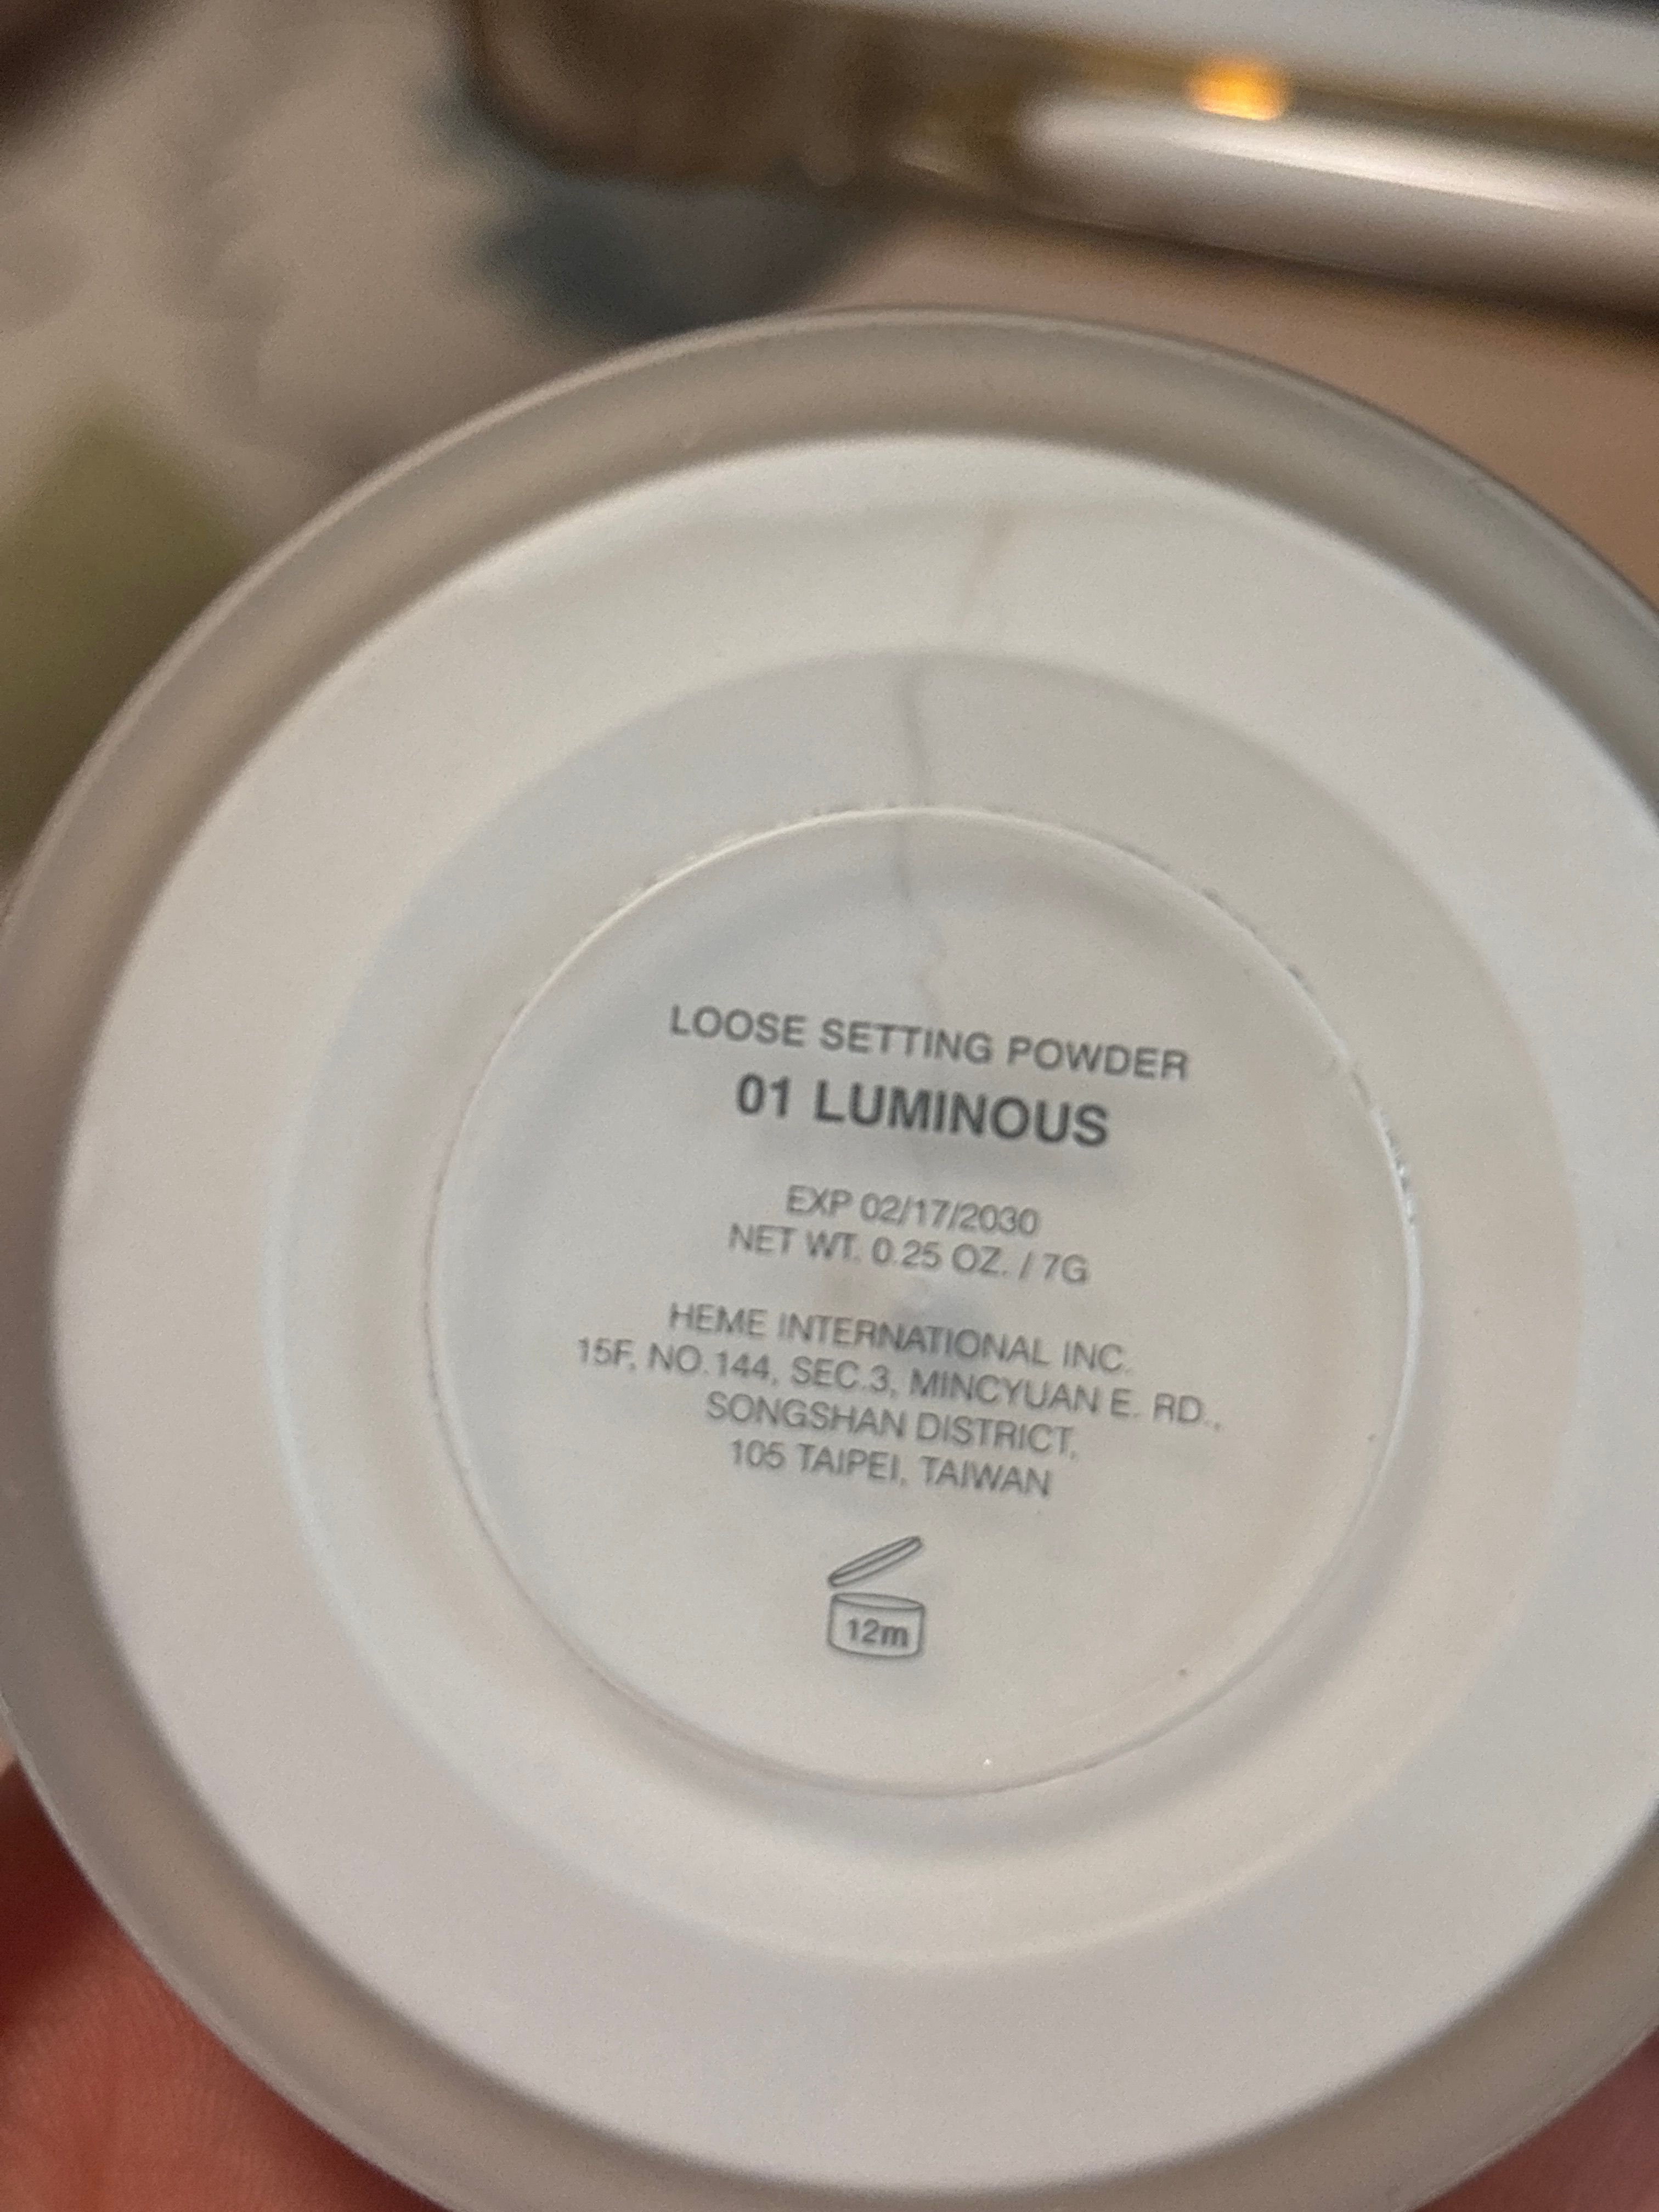 LOOSE SETTING POWDER
01 LUMINOUS
EXP 02/17/2030
NET WT. 0.25 OZ. / 7G
HEME INTERNATIONAL INC.
15F, NO.144, SEC.3, MINCYUAN E. RD.,
SONGSHAN DISTRICT,
105 TAIPEI, TAIWAN
12m